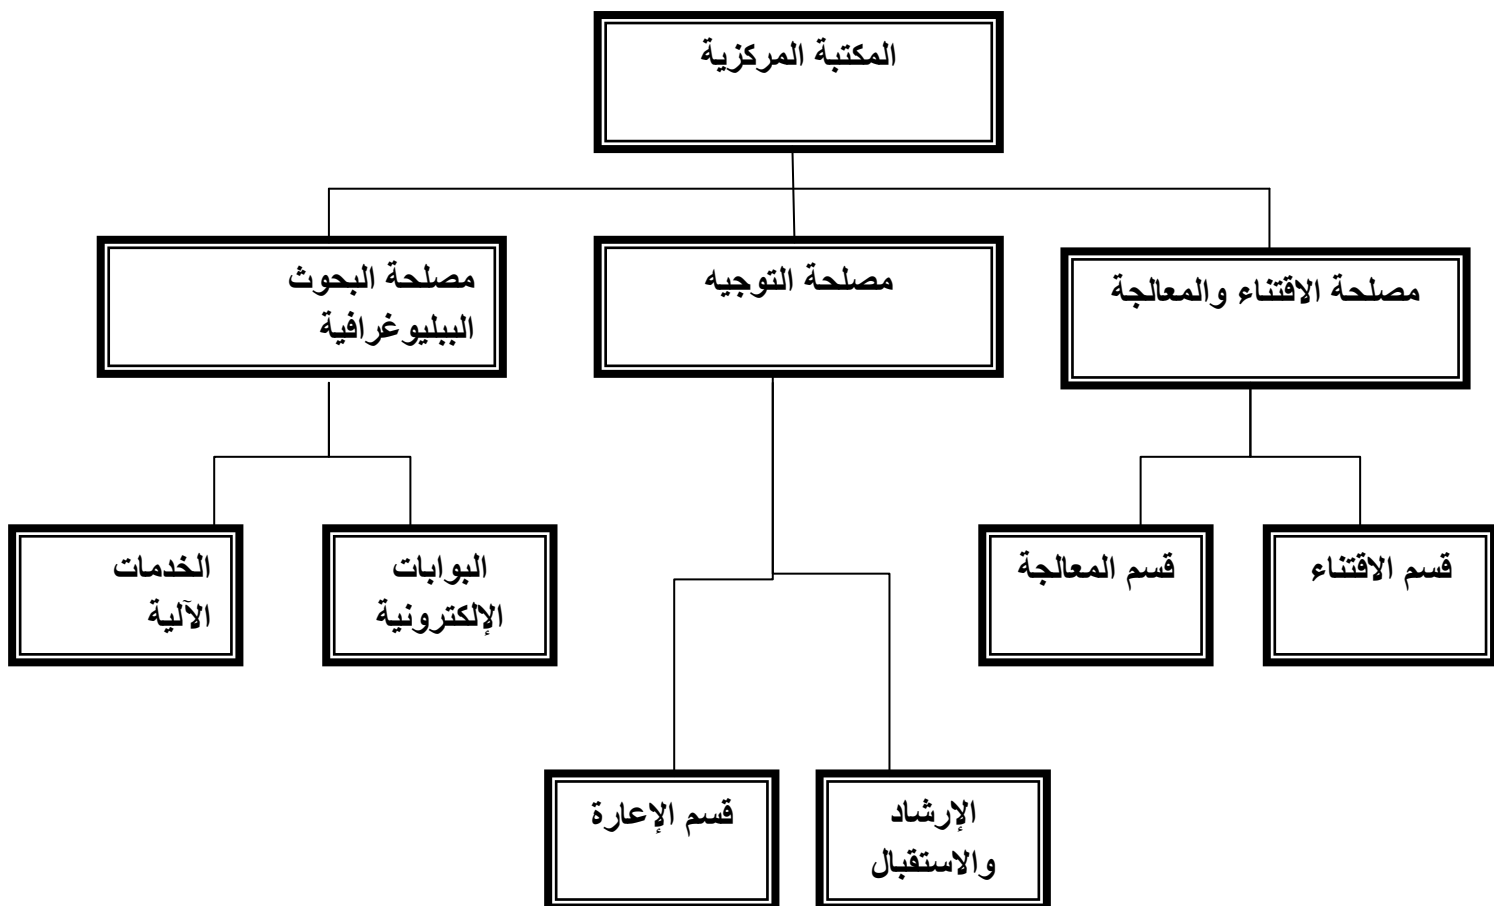 المكتبة المركزية
مصلحة الاقتناء والمعالجة
مصلحة التوجيه
مصلحة البحوث
الببليوغرافية
قسم الاقتناء
قسم المعالجة
البوابات
الإلكترونية
الخدمات
الآلية
الإرشاد
والاستقبال
قسم الإعارة